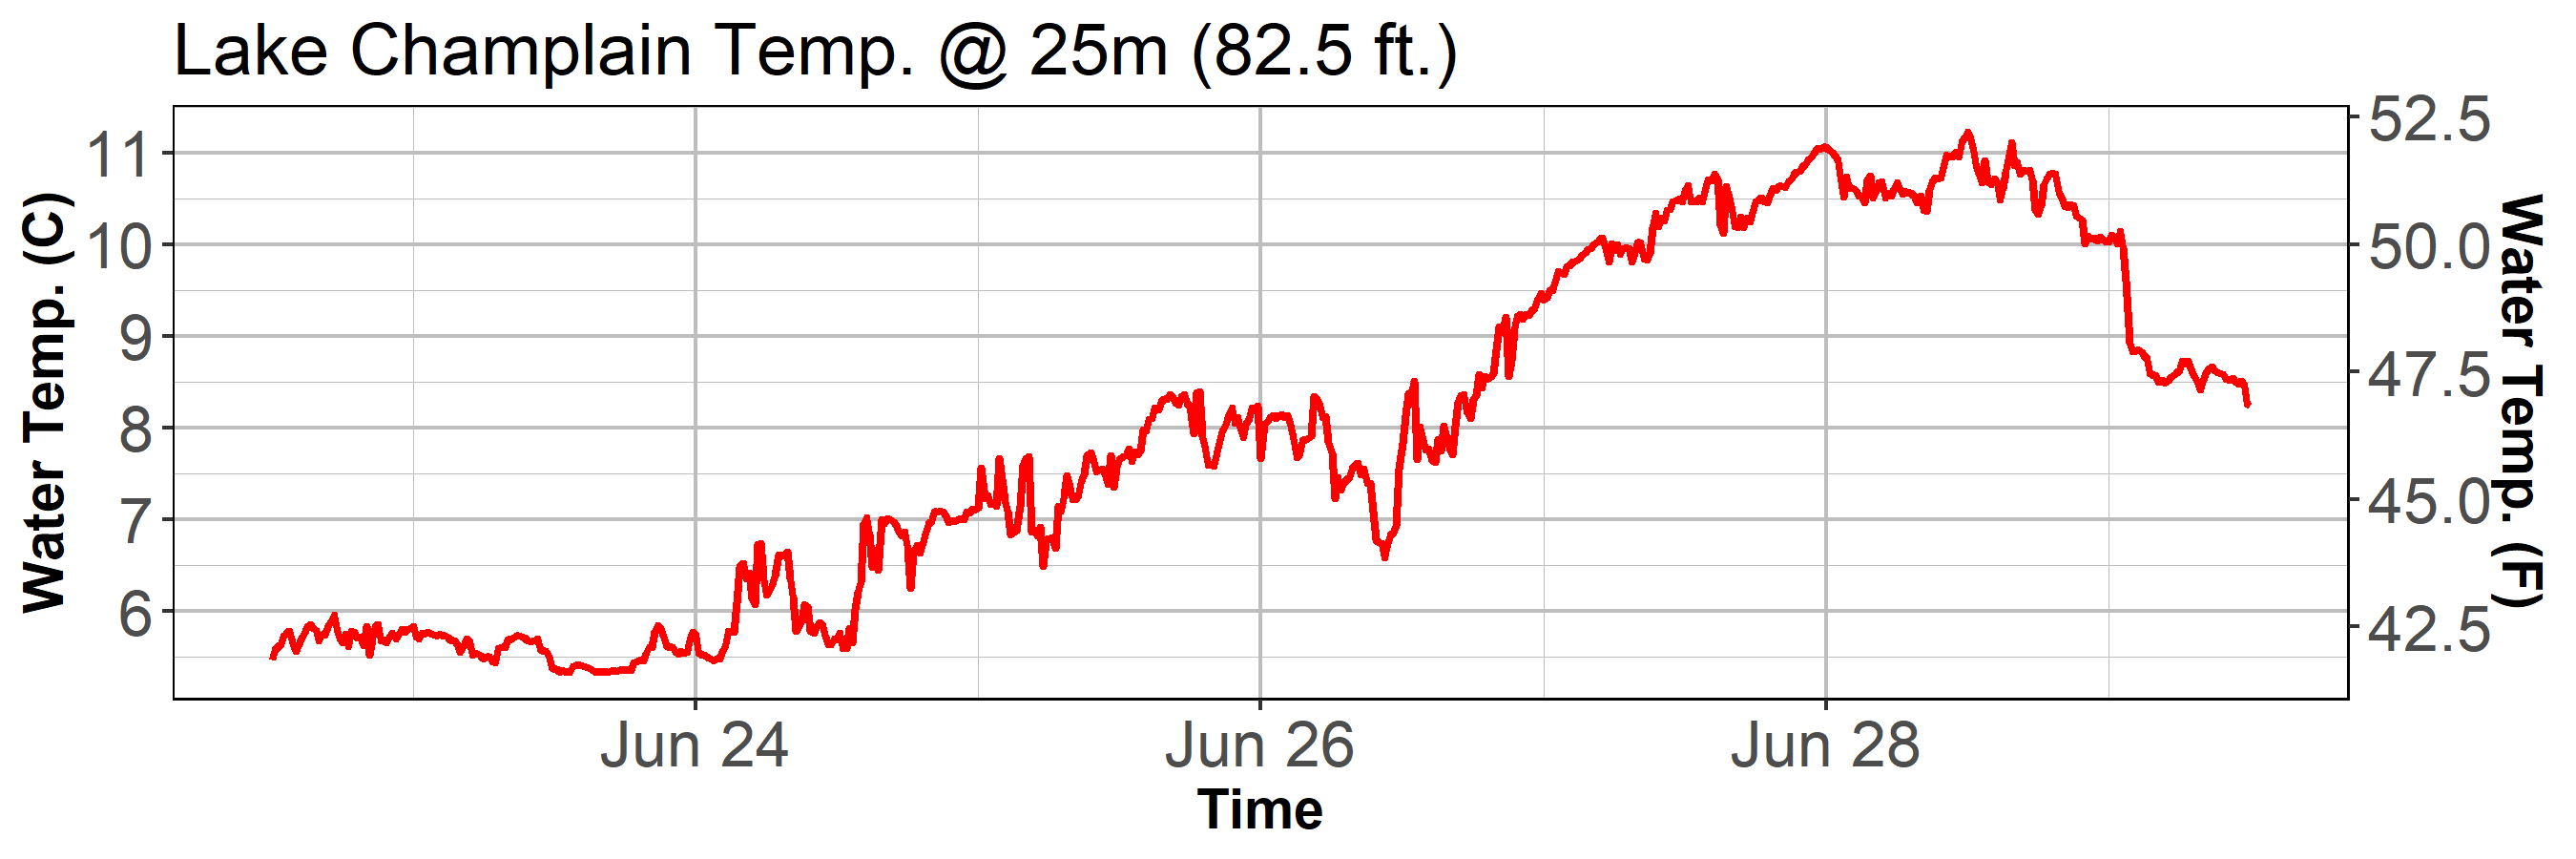 Lake Champlain Temp. @ 25m (82.5 ft.)
Water Temp. (C)
11
10
9
8
7
6
52.5
50.0
47.5
45.0
42.5
Water Temp. (F)
Jun 24
Jun 26
Jun 28
Time